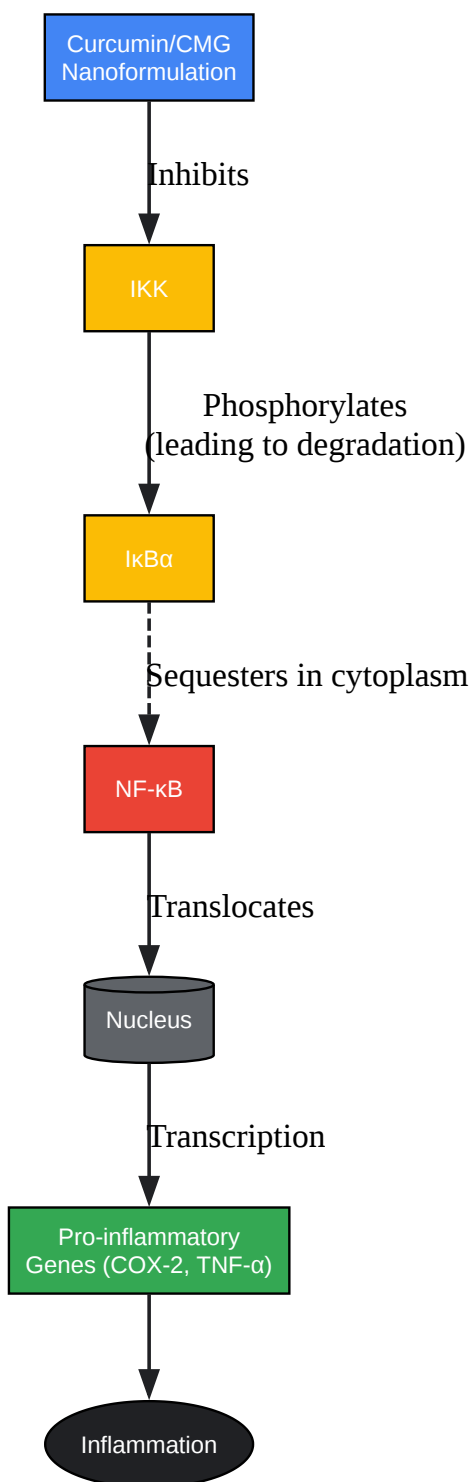 Curcumin/CMG
Nanoformulation
Inhibits
IKK
Phosphorylates
(leading to degradation)
IκBα
Sequesters in cytoplasm
NF-κB
Translocates
Nucleus
Transcription
Pro-inflammatory
Genes (COX-2, TNF-α)
Inflammation